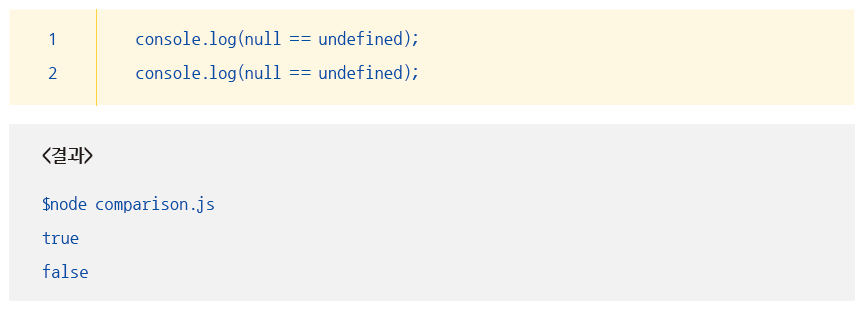 1 console.log(null == undefined);
2 console.log(null == undefined);
<결과>
$node comparison.js
true
false